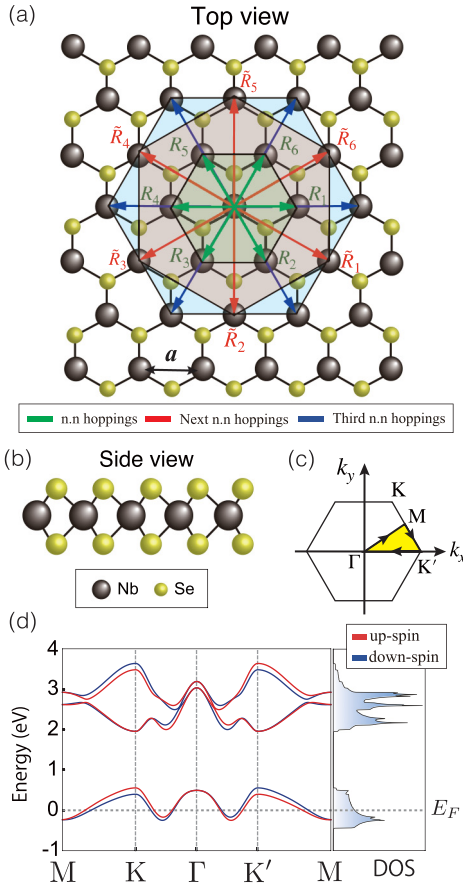 (a) Top view
R̃5
R̃4 R5 R6 R̃6
R4 R1
R̃3 R3 R2 R̃1
R̃2
a
n.n hoppings Next n.n hoppings Third n.n hoppings
(b) Side view
Nb Se
(c)
ky
K
M
Γ K′ kx
(d)
up-spin
down-spin
Energy (eV)
4
3
2
1
0 EF
-1
M K Γ K′ M DOS